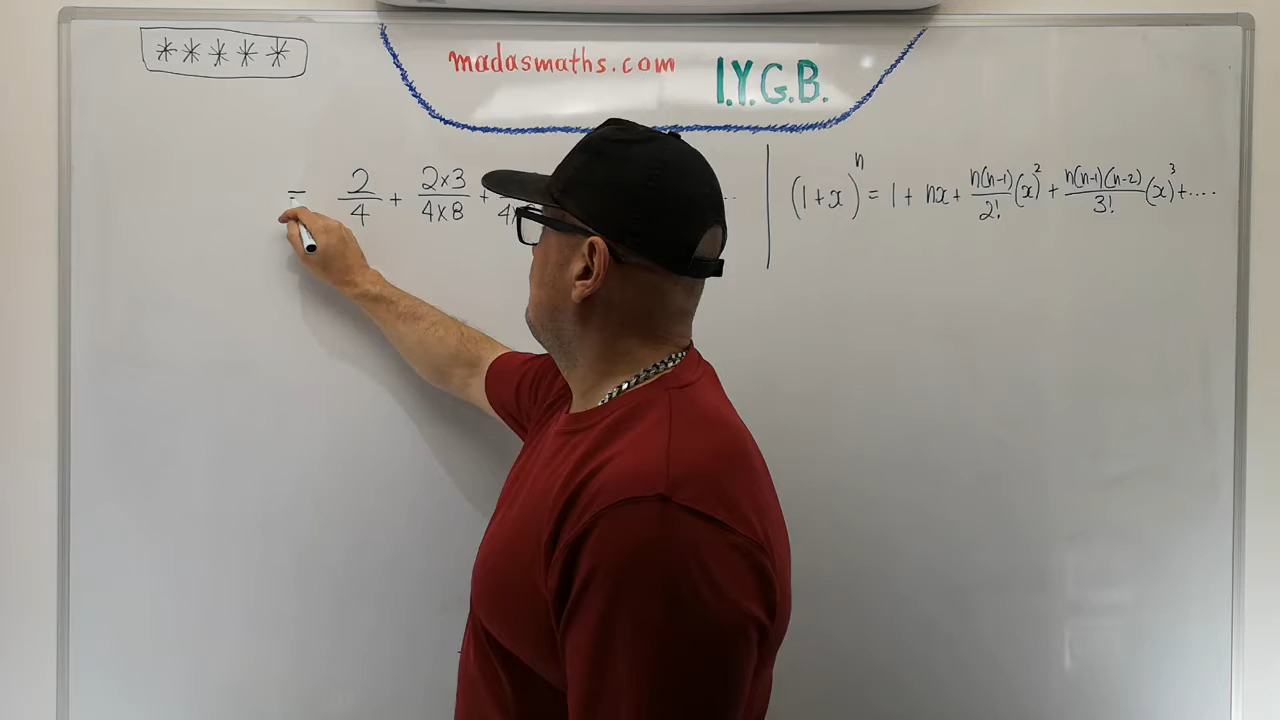 *****
madasmaths.com I.Y.G.B.
= 2/4 + (2×3)/(4×8) + ....
(1+x)^n = 1 + nx + n(n-1)/2! (x)^2 + n(n-1)(n-2)/3! (x)^3 + ....